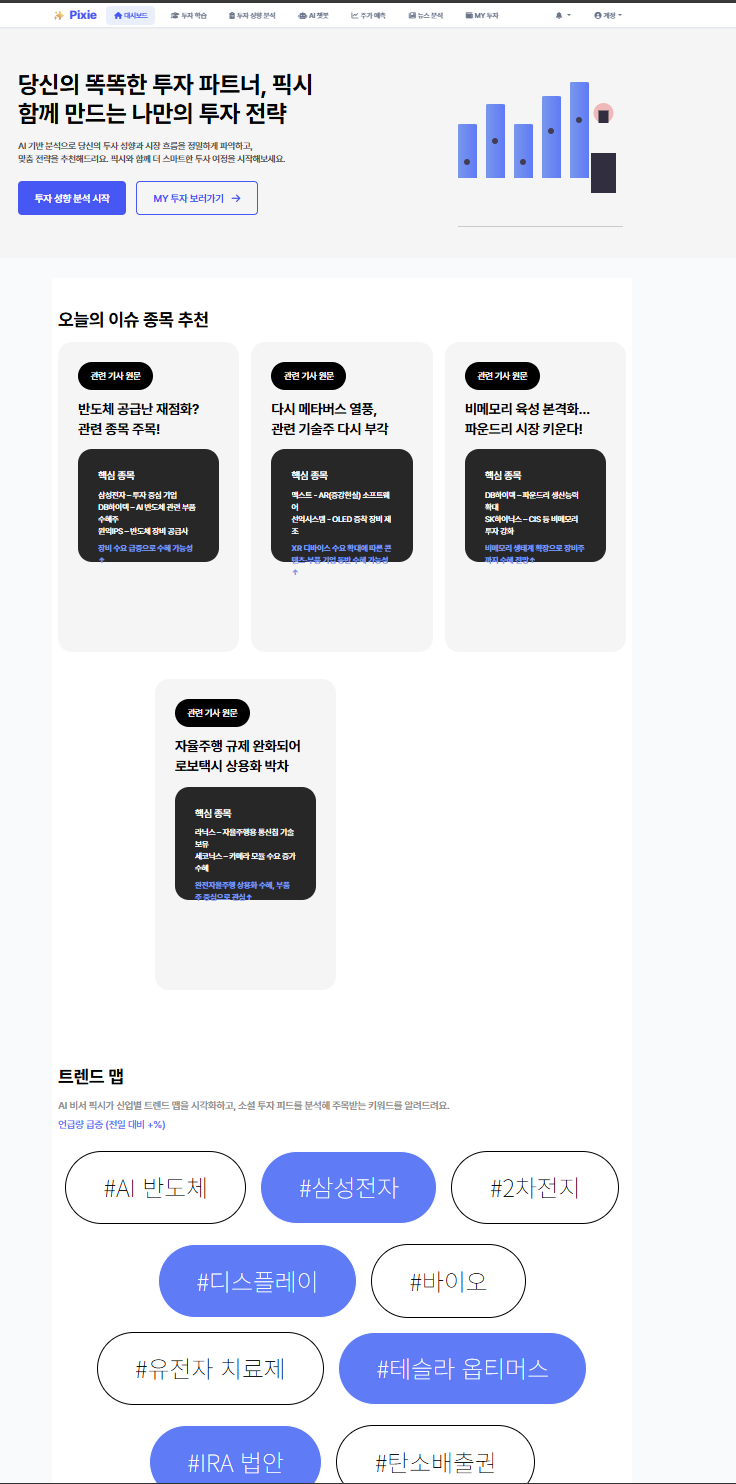 Pixie 대시보드 투자 학습 투자 성향 분석 AI 챗봇 주가 예측 뉴스 분석 MY 투자 계정
당신의 똑똑한 투자 파트너, 픽시
함께 만드는 나만의 투자 전략
AI 기반 분석으로 당신의 투자 성향과 시장 흐름을 정밀하게 파악하고,
맞춤 전략을 추천해드려요. 픽시와 함께 더 스마트한 투자 여정을 시작해보세요.
투자 성향 분석 시작 MY 투자 보러가기 →
오늘의 이슈 종목 추천
관련 기사 원문
반도체 공급난 재점화?
관련 종목 주목!
핵심 종목
삼성전자 – 투자 중심 기업
DB하이텍 – AI 반도체 관련 부품
수혜주
원익IPS – 반도체 장비 공급사
장비 수요 급증으로 수혜 가능성
↑
관련 기사 원문
다시 메타버스 열풍,
관련 기술주 다시 부각
핵심 종목
맥스트 - AR(증강현실) 소프트웨
어
선익시스템 - OLED 증착 장비 제
조
XR 디바이스 수요 확대에 따른 콘
텐츠·부품 기업 동반 수혜 가능성
↑
관련 기사 원문
비메모리 육성 본격화...
파운드리 시장 키운다!
핵심 종목
DB하이텍 – 파운드리 생산능력
확대
SK하이닉스 – CIS 등 비메모리
투자 강화
비메모리 생태계 확장으로 장비주
까지 수혜 전망↑
관련 기사 원문
자율주행 규제 완화되어
로보택시 상용화 박차
핵심 종목
라닉스 – 자율주행용 통신칩 기술
보유
세코닉스 – 카메라 모듈 수요 증가
수혜
완전자율주행 상용화 수혜, 부품
주 중심으로 관심↑
트렌드 맵
AI 비서 픽시가 산업별 트렌드 맵을 시각화하고, 소셜 투자 피드를 분석해 주목받는 키워드를 알려드려요.
언급량 급증 (전일 대비 +%)
#AI 반도체 #삼성전자 #2차전지
#디스플레이 #바이오
#유전자 치료제 #테슬라 옵티머스
#IRA 법안 #탄소배출권